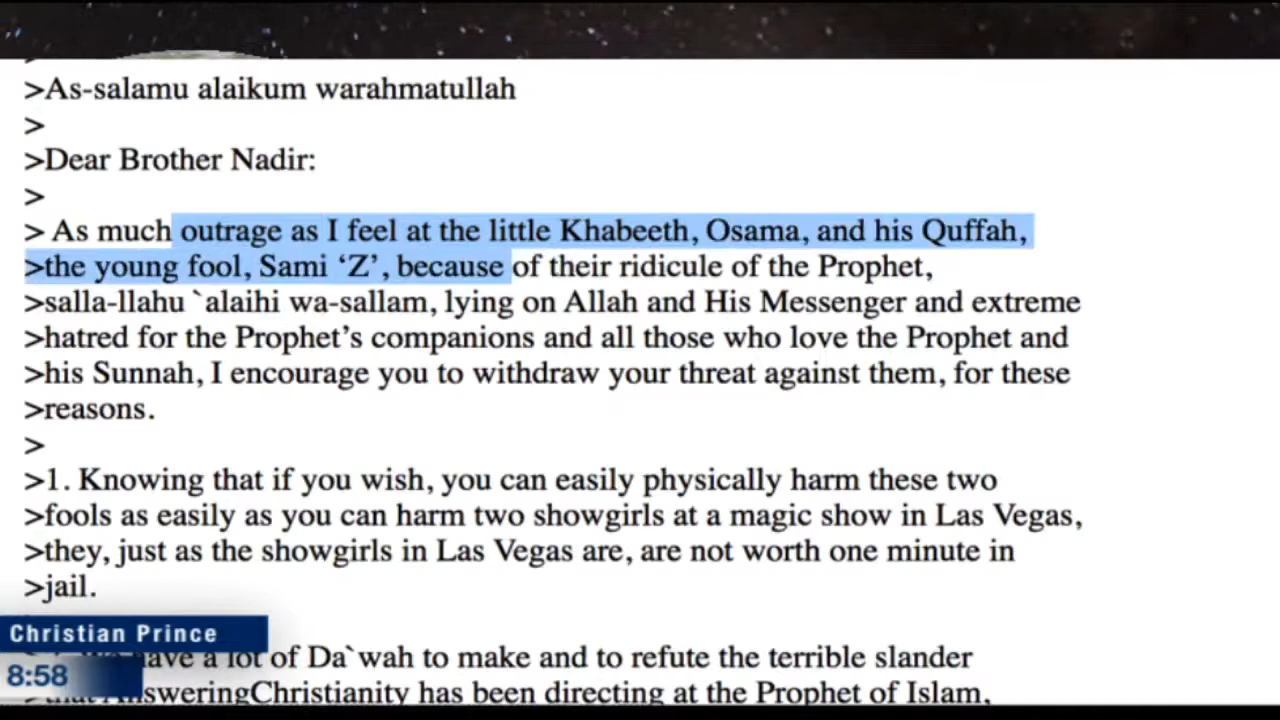 >As-salamu alaikum warahmatullah
>
>Dear Brother Nadir:
>
> As much outrage as I feel at the little Khabeeth, Osama, and his Quffah,
>the young fool, Sami ‘Z’, because of their ridicule of the Prophet,
>salla-llahu `alaihi wa-sallam, lying on Allah and His Messenger and extreme
>hatred for the Prophet’s companions and all those who love the Prophet and
>his Sunnah, I encourage you to withdraw your threat against them, for these
>reasons.
>
>1. Knowing that if you wish, you can easily physically harm these two
>fools as easily as you can harm two showgirls at a magic show in Las Vegas,
>they, just as the showgirls in Las Vegas are, are not worth one minute in
>jail.
Christian Prince
have a lot of Da`wah to make and to refute the terrible slander
8:58
AnsweringChristianity has been directing at the Prophet of Islam,